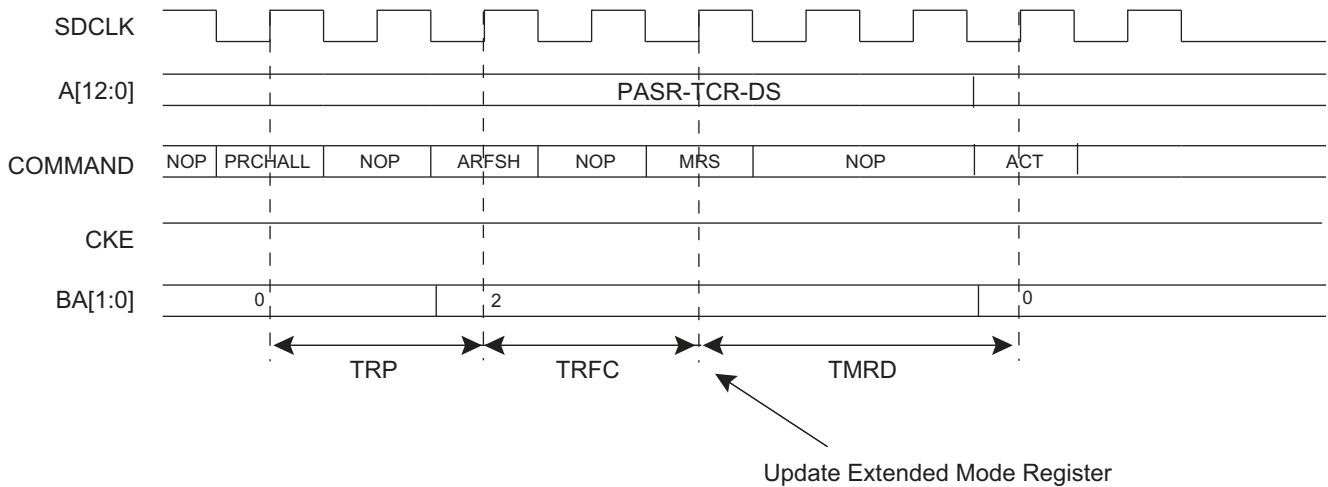 SDCLK
A[12:0] PASR-TCR-DS
COMMAND NOP PRCHALL NOP ARFSH NOP MRS NOP ACT
CKE
BA[1:0] 0 2 0
TRP TRFC TMRD
Update Extended Mode Register